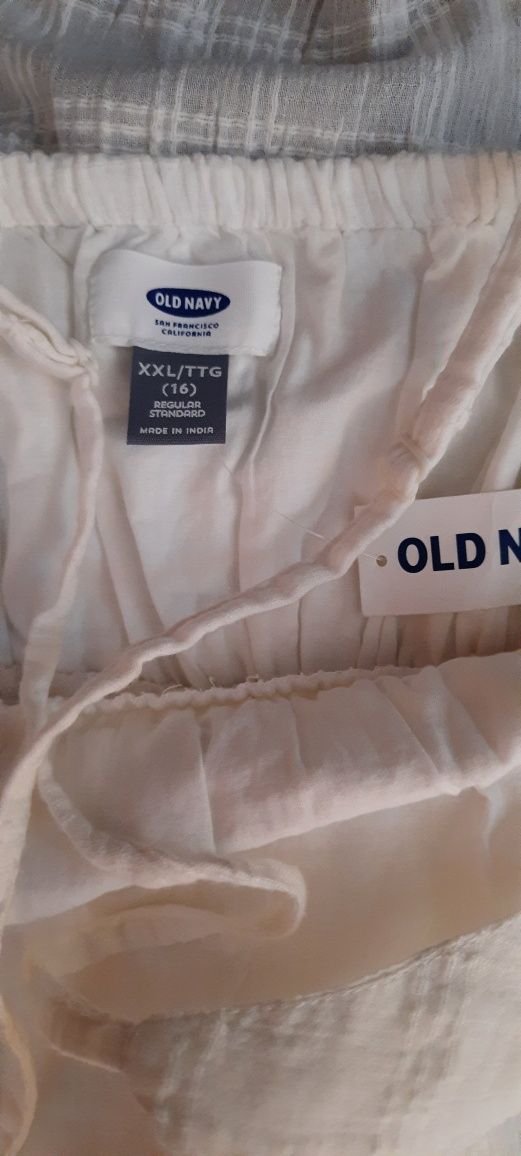 OLD NAVY
SAN FRANCISCO
CALIFORNIA
XXL/TTG
(16)
REGULAR
STANDARD
MADE IN INDIA
OLD N